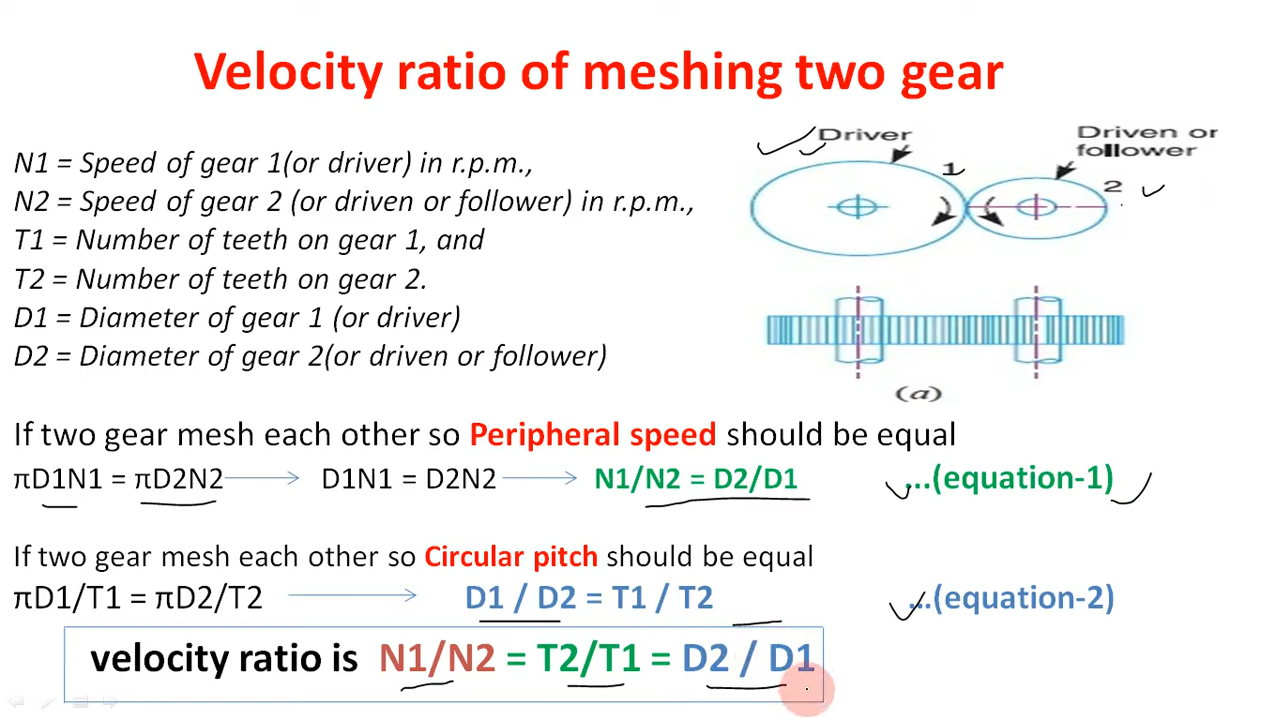 Velocity ratio of meshing two gear
N1 = Speed of gear 1(or driver) in r.p.m.,
N2 = Speed of gear 2 (or driven or follower) in r.p.m.,
T1 = Number of teeth on gear 1, and
T2 = Number of teeth on gear 2.
D1 = Diameter of gear 1 (or driver)
D2 = Diameter of gear 2(or driven or follower)
Driver
Driven or
follower
1
2
(a)
If two gear mesh each other so Peripheral speed should be equal
πD1N1 = πD2N2 D1N1 = D2N2 N1/N2 = D2/D1 ...(equation-1)
If two gear mesh each other so Circular pitch should be equal
πD1/T1 = πD2/T2 D1 / D2 = T1 / T2 ...(equation-2)
velocity ratio is N1/N2 = T2/T1 = D2 / D1